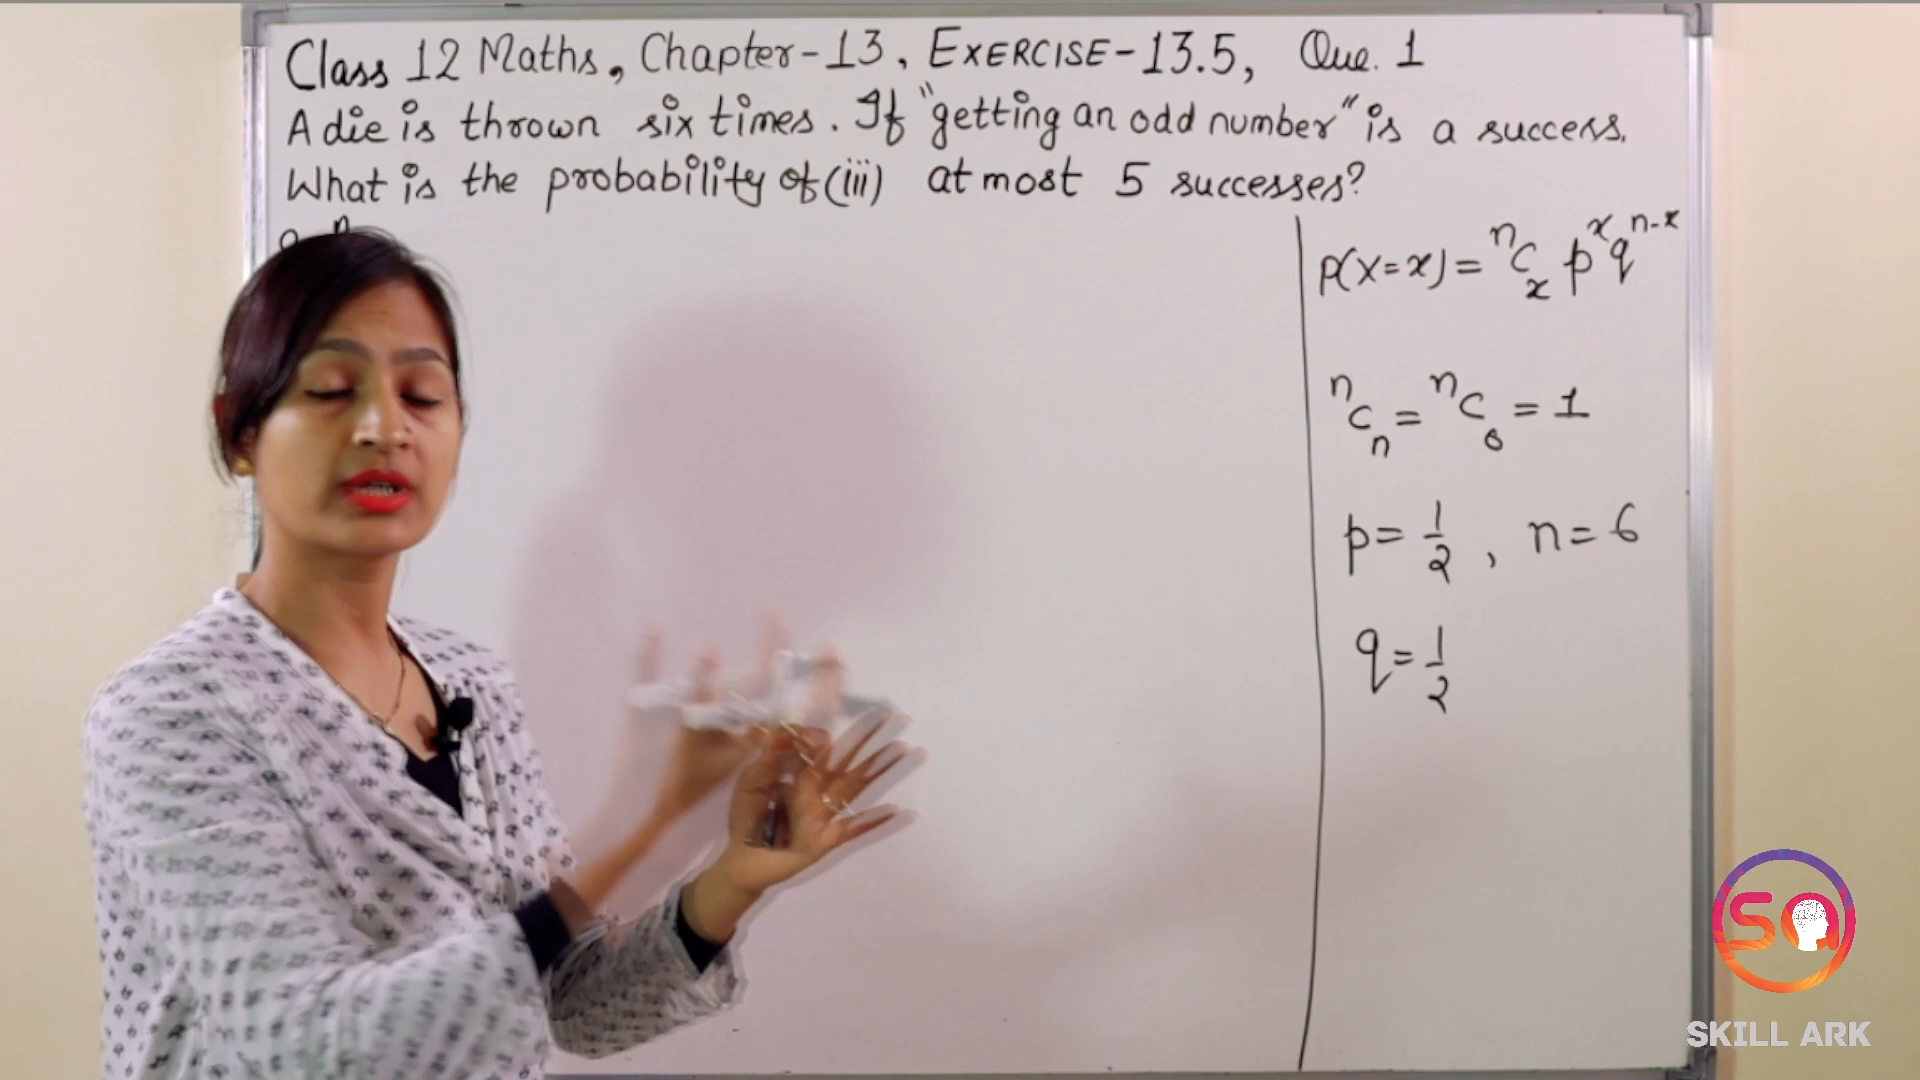 Class 12 Maths, Chapter-13, EXERCISE-13.5, Que. 1
A die is thrown six times. If "getting an odd number" is a success.
What is the probability of (iii) at most 5 successes?
P(X=x) = ⁿCₓ pˣ qⁿ⁻ˣ
ⁿCₙ = ⁿC₀ = 1
p = 1/2, n = 6
q = 1/2
SA
SKILL ARK